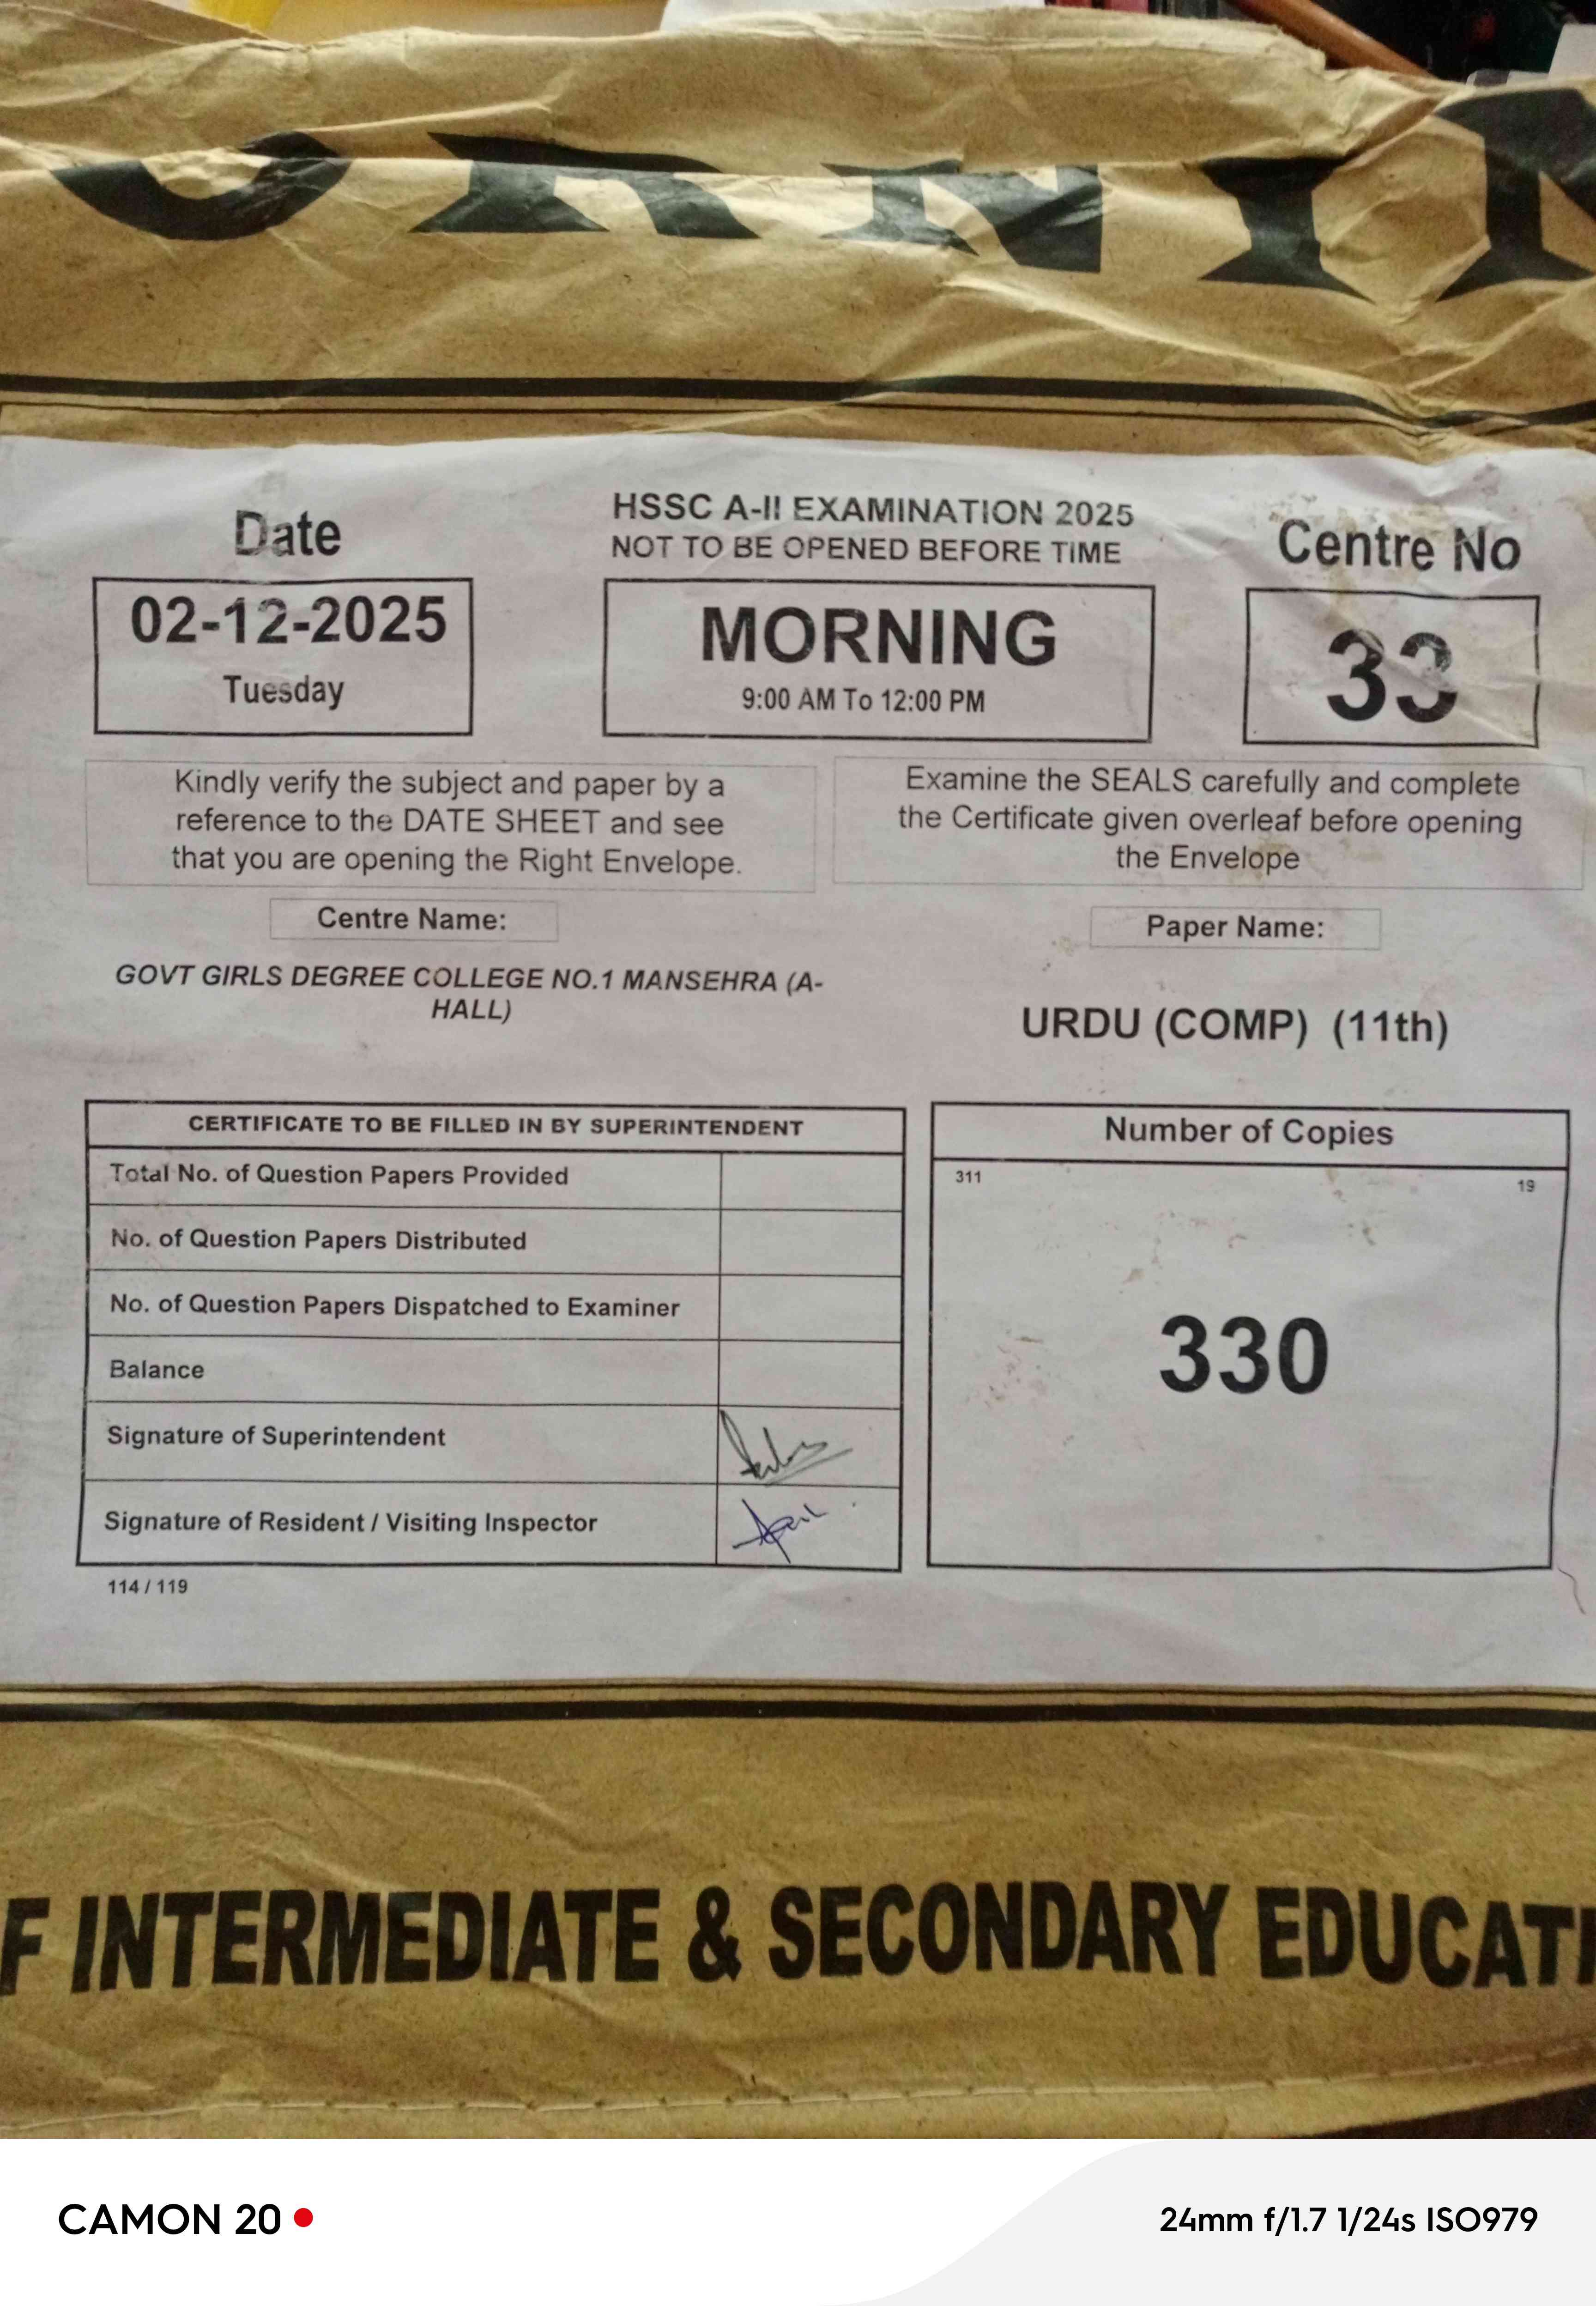 ORNIN
Date
HSSC A-II EXAMINATION 2025
NOT TO BE OPENED BEFORE TIME
Centre No
02-12-2025
Tuesday
MORNING
9:00 AM To 12:00 PM
33
Kindly verify the subject and paper by a
reference to the DATE SHEET and see
that you are opening the Right Envelope.
Examine the SEALS carefully and complete
the Certificate given overleaf before opening
the Envelope
Centre Name:
GOVT GIRLS DEGREE COLLEGE NO.1 MANSEHRA (A-
HALL)
Paper Name:
URDU (COMP) (11th)
CERTIFICATE TO BE FILLED IN BY SUPERINTENDENT
Total No. of Question Papers Provided
No. of Question Papers Distributed
No. of Question Papers Dispatched to Examiner
Balance
Signature of Superintendent
Signature of Resident / Visiting Inspector
114 / 119
Number of Copies
311 19
330
F INTERMEDIATE & SECONDARY EDUCATI
CAMON 20
24mm f/1.7 1/24s ISO979